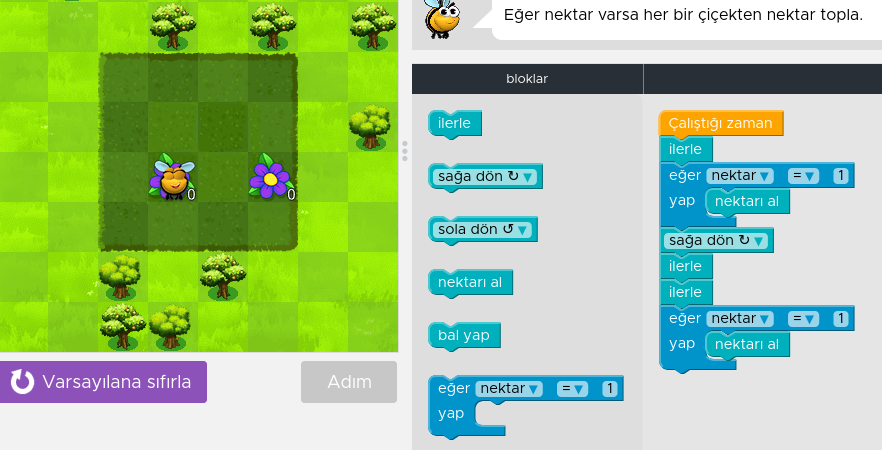 Eğer nektar varsa her bir çiçekten nektar topla.
bloklar
ilerle
sağa dön ↻ ▼
sola dön ↺ ▼
nektarı al
bal yap
eğer nektar ▼ = ▼ 1
yap
Çalıştığı zaman
ilerle
eğer nektar ▼ = ▼ 1
yap nektarı al
sağa dön ↻ ▼
ilerle
ilerle
eğer nektar ▼ = ▼ 1
yap nektarı al
0 0
Varsayılana sıfırla
Adım